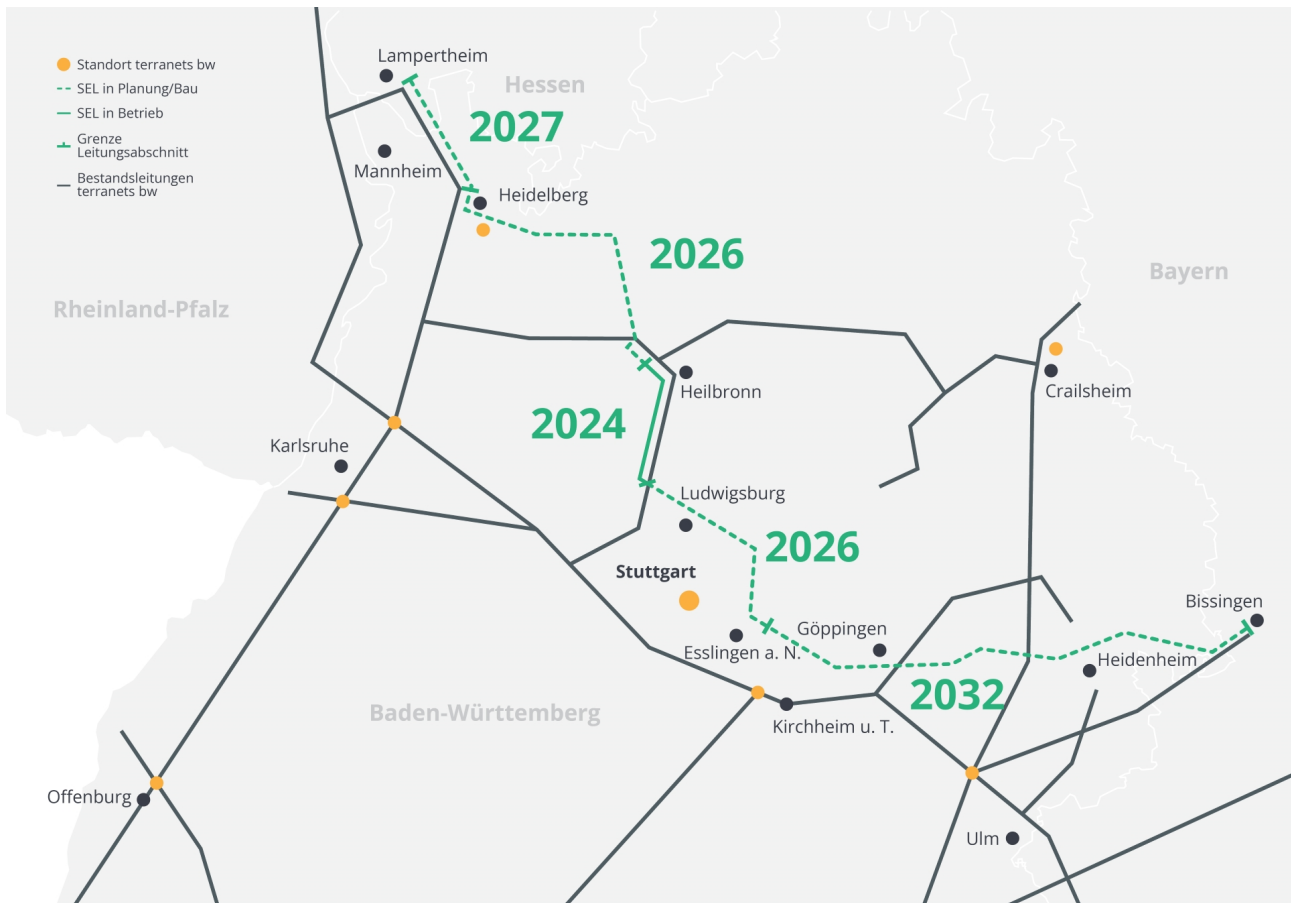 Standort terranets bw
SEL in Planung/Bau
SEL in Betrieb
Grenze
Leitungsabschnitt
Bestandsleitungen
terranets bw
Lampertheim
Hessen
2027
Mannheim
Heidelberg
2026
Bayern
Rheinland-Pfalz
Heilbronn
Crailsheim
2024
Karlsruhe
Ludwigsburg
2026
Stuttgart
Bissingen
Göppingen
Esslingen a. N.
Heidenheim
2032
Baden-Württemberg
Kirchheim u. T.
Offenburg
Ulm